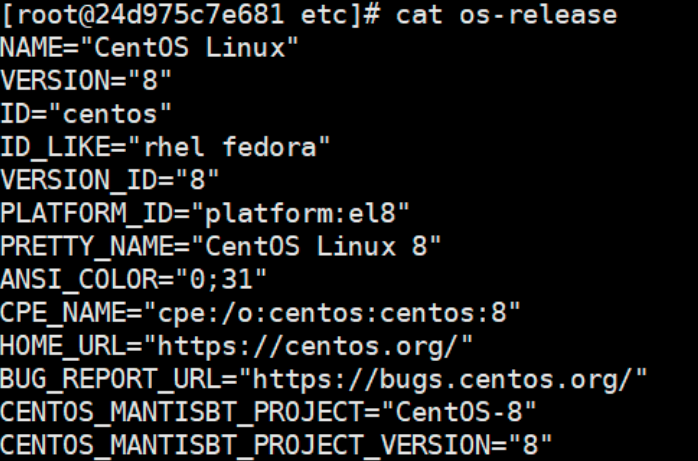 [root@24d975c7e681 etc]# cat os-release
NAME="CentOS Linux"
VERSION="8"
ID="centos"
ID_LIKE="rhel fedora"
VERSION_ID="8"
PLATFORM_ID="platform:el8"
PRETTY_NAME="CentOS Linux 8"
ANSI_COLOR="0;31"
CPE_NAME="cpe:/o:centos:centos:8"
HOME_URL="https://centos.org/"
BUG_REPORT_URL="https://bugs.centos.org/"
CENTOS_MANTISBT_PROJECT="CentOS-8"
CENTOS_MANTISBT_PROJECT_VERSION="8"